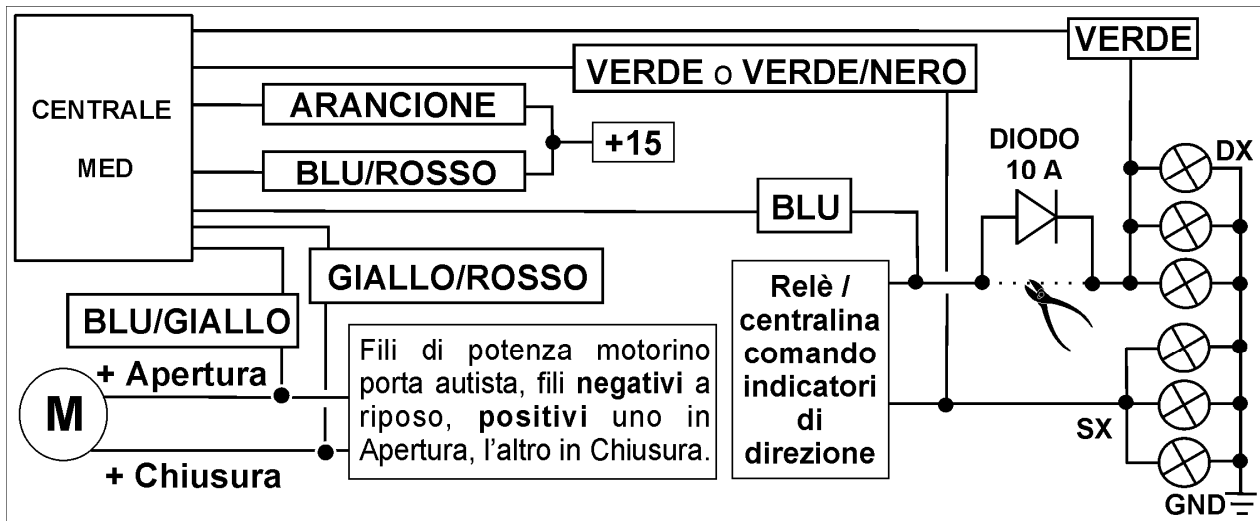 CENTRALE
MED
VERDE
VERDE o VERDE/NERO
ARANCIONE
+15
BLU/ROSSO
DIODO
10 A
DX
BLU
GIALLO/ROSSO
BLU/GIALLO
+ Apertura
M
+ Chiusura
Fili di potenza motorino
porta autista, fili negativi a
riposo, positivi uno in
Apertura, l'altro in Chiusura.
Relè /
centralina
comando
indicatori
di
direzione
SX
GND